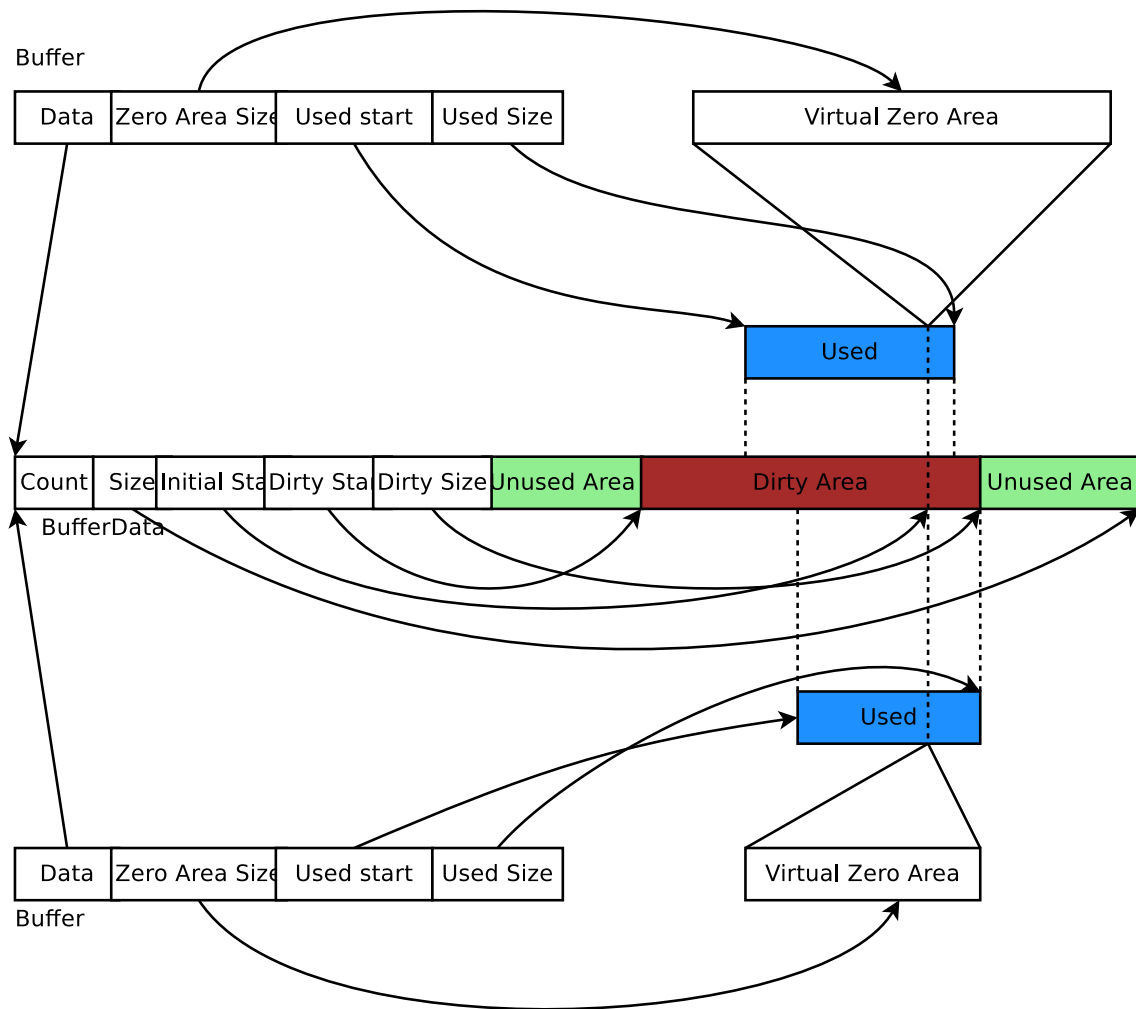 Buffer
Data Zero Area Size Used start Used Size Virtual Zero Area
Used
Count Size Initial Sta Dirty Star Dirty Size Unused Area Dirty Area Unused Area
BufferData
Used
Data Zero Area Size Used start Used Size Virtual Zero Area
Buffer